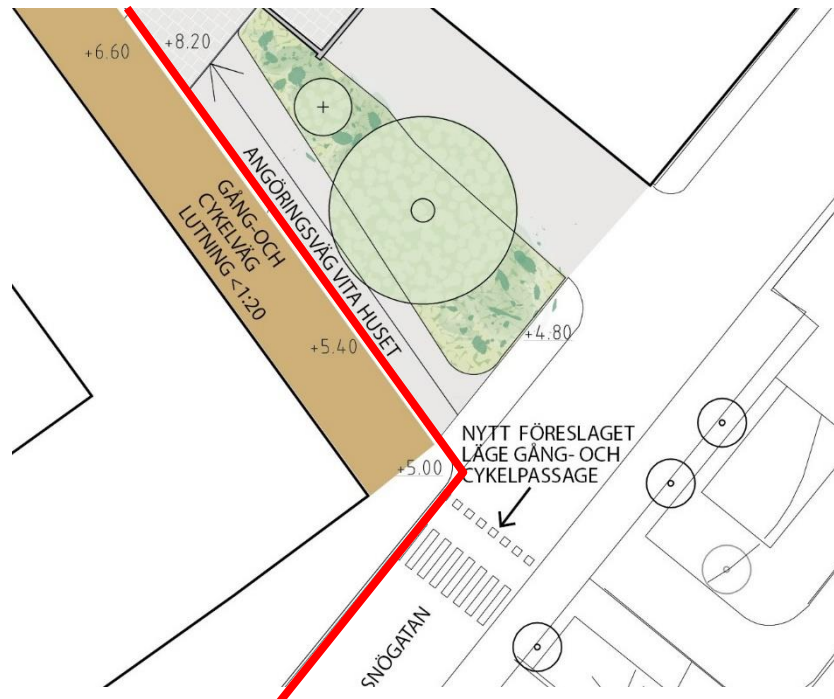 +6.60
+8.20
ANGÖRINGSVÄG VITA HUSET
GÅNG-OCH
CYKELVÄG
LUTNING <1:20
+5.40
+4.80
+5.00
NYTT FÖRESLAGET
LÄGE GÅNG- OCH
CYKELPASSAGE
SNÖGATAN